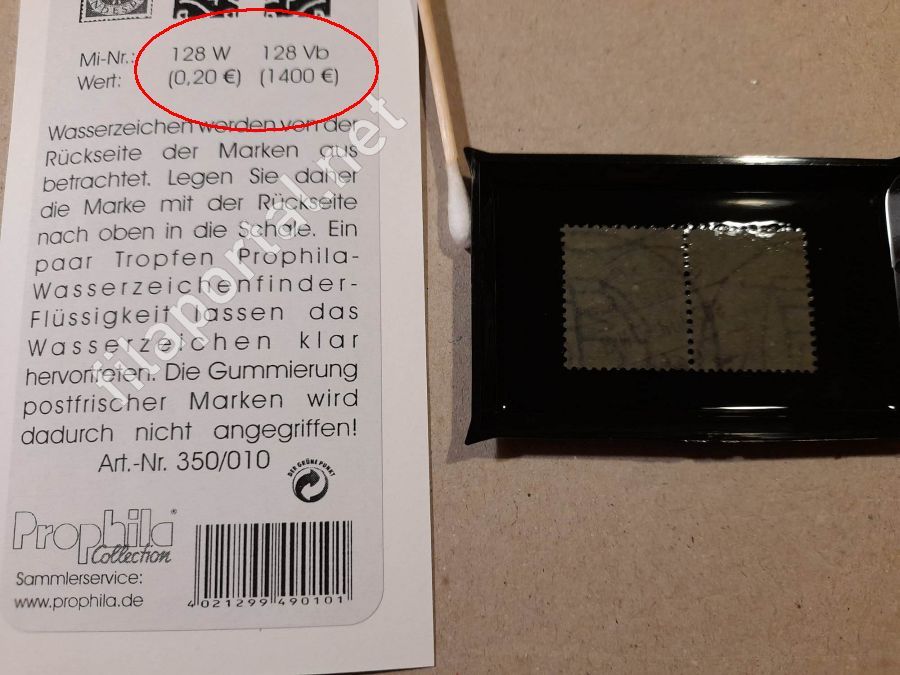 Mi-Nr.: 128 W 128 Vb
Wert: (0,20 €) (1400 €)
Wasserzeichen werden von der
Rückseite der Marken aus
betrachtet. Legen Sie daher
die Marke mit der Rückseite
nach oben in die Schale. Ein
paar Tropfen Prophila-
Wasserzeichenfinder-
Flüssigkeit lassen das
Wasserzeichen klar
hervortreten. Die Gummierung
postfrischer Marken wird
dadurch nicht angegriffen!
Art.-Nr. 350/010
DER GRÜNE PUNKT
Prophila®
Collection
Sammlerservice:
www.prophila.de
4 021299 490101
filaportal.net